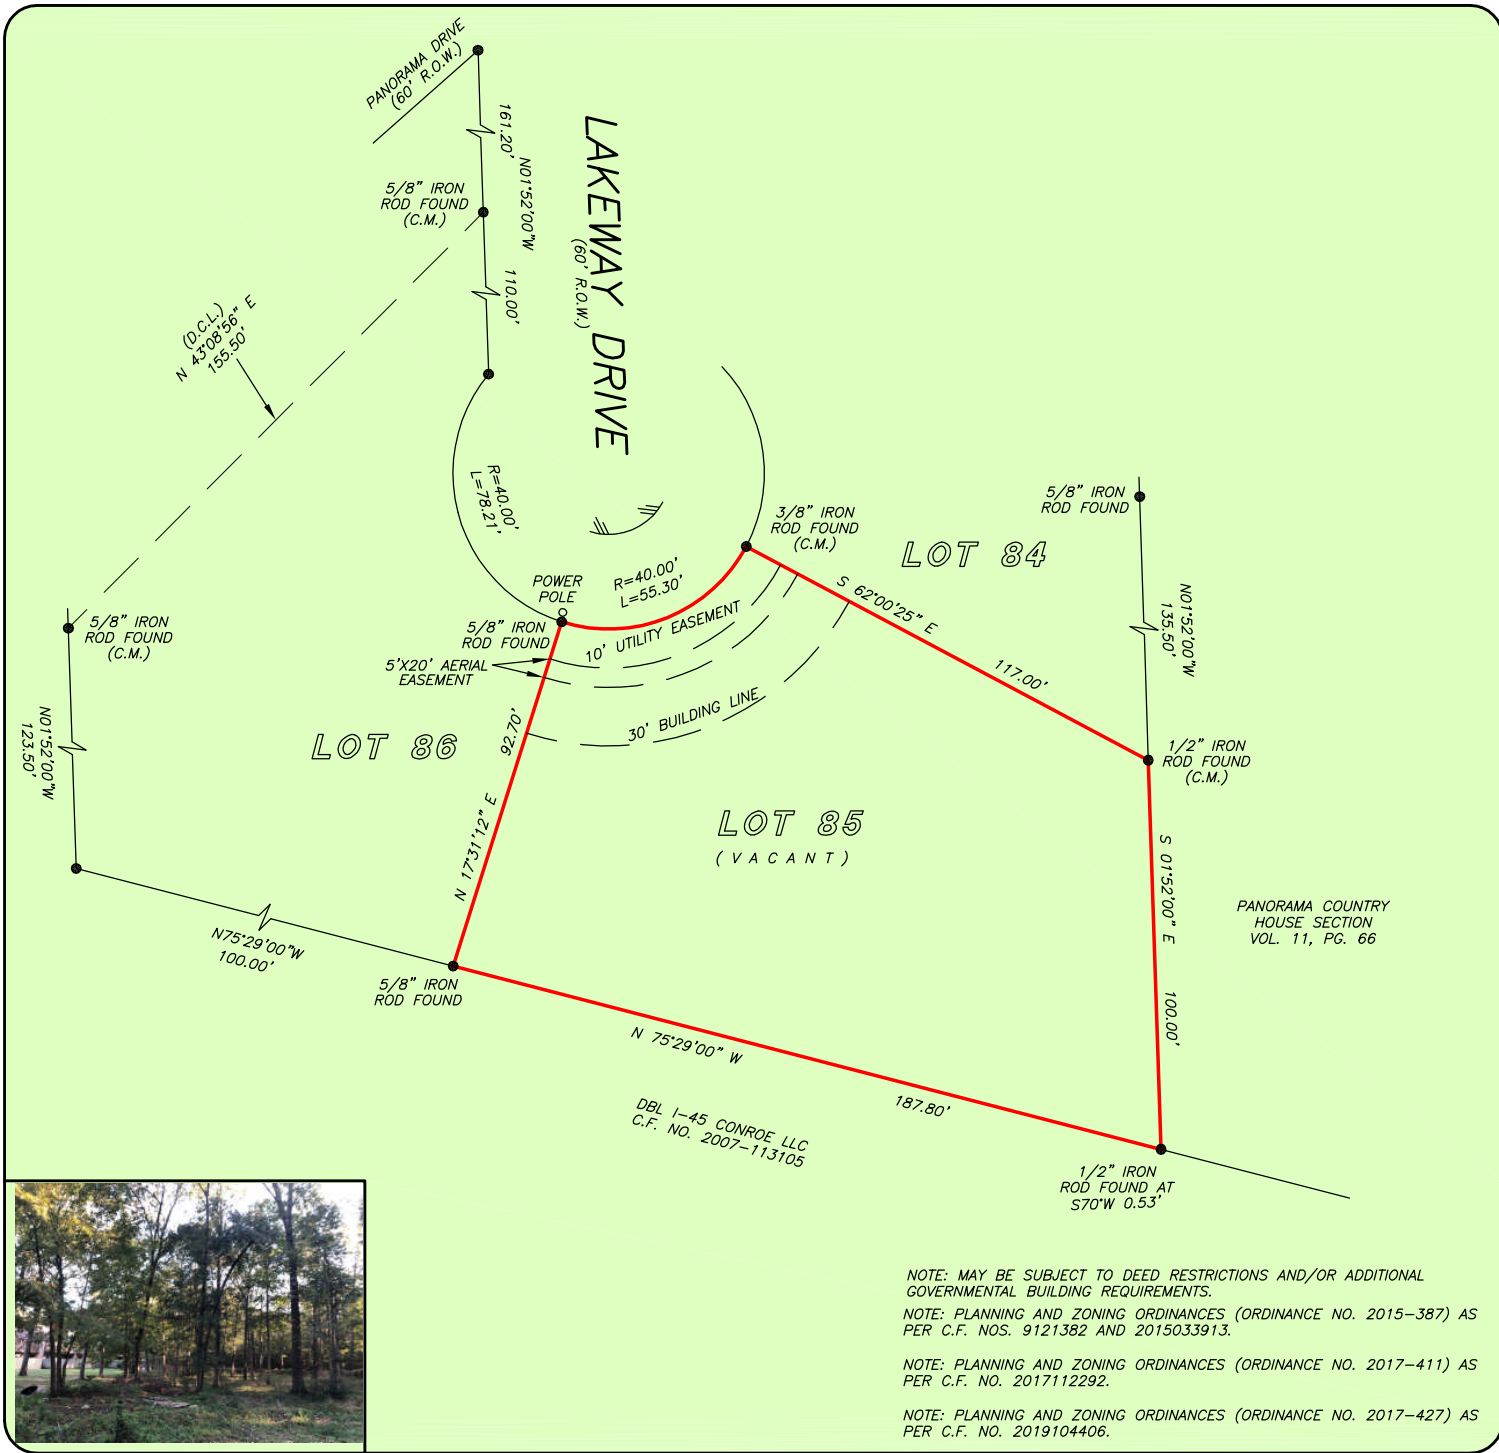 PANORAMA DRIVE
(60' R.O.W.)
161.20'
N01°52'00"W
110.00'
5/8" IRON
ROD FOUND
(C.M.)
LAKEWAY DRIVE
(60' R.O.W.)
(D.C.L.)
N 43°08'56" E
155.50'
R=40.00'
L=78.21'
3/8" IRON
ROD FOUND
(C.M.)
LOT 84
5/8" IRON
ROD FOUND
N01°52'00"W
135.50'
R=40.00'
L=55.30'
POWER
POLE
5/8" IRON
ROD FOUND
5'X20' AERIAL
EASEMENT
10' UTILITY EASEMENT
30' BUILDING LINE
S 62°00'25" E
117.00'
5/8" IRON
ROD FOUND
(C.M.)
N01°52'00"W
123.50'
LOT 86
92.70'
N 17°31'12" E
LOT 85
(VACANT)
1/2" IRON
ROD FOUND
(C.M.)
S 01°52'00" E
100.00'
PANORAMA COUNTRY
HOUSE SECTION
VOL. 11, PG. 66
N75°29'00"W
100.00'
5/8" IRON
ROD FOUND
N 75°29'00" W
187.80'
DBL I-45 CONROE LLC
C.F. NO. 2007-113105
1/2" IRON
ROD FOUND AT
S70°W 0.53'
NOTE: MAY BE SUBJECT TO DEED RESTRICTIONS AND/OR ADDITIONAL
GOVERNMENTAL BUILDING REQUIREMENTS.
NOTE: PLANNING AND ZONING ORDINANCES (ORDINANCE NO. 2015-387) AS
PER C.F. NOS. 9121382 AND 2015033913.
NOTE: PLANNING AND ZONING ORDINANCES (ORDINANCE NO. 2017-411) AS
PER C.F. NO. 2017112292.
NOTE: PLANNING AND ZONING ORDINANCES (ORDINANCE NO. 2017-427) AS
PER C.F. NO. 2019104406.